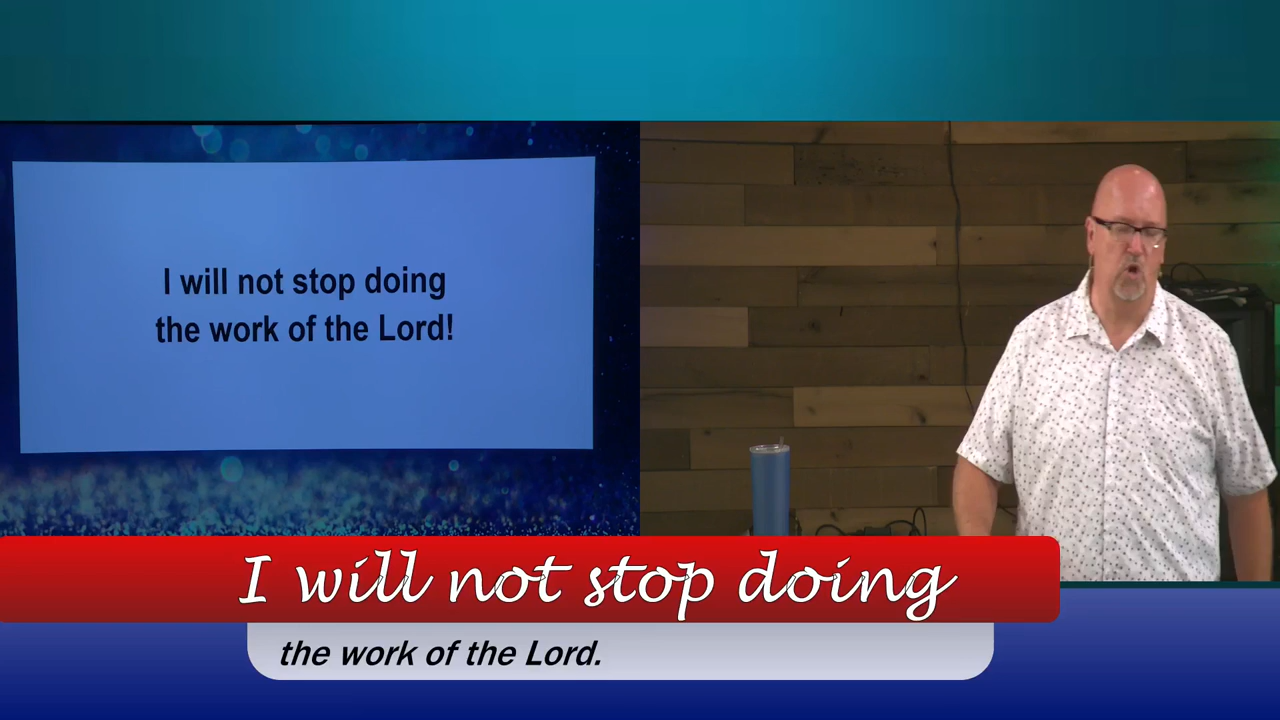 I will not stop doing
the work of the Lord!
I will not stop doing
the work of the Lord.